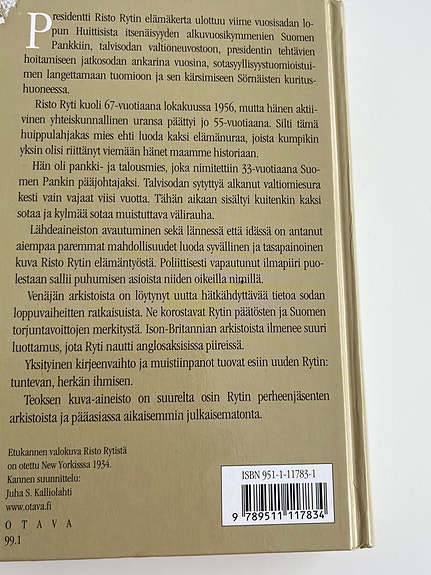 Presidentti Risto Rytin elämäkerta ulottuu viime vuosisadan lo-
pun Huittisista itsenäisyyden alkuvuosikymmenien Suomen
Pankkiin, talvisodan valtioneuvostoon, presidentin tehtävien
hoitamiseen jatkosodan ankarina vuosina, sotasyyllisyystuomioistui-
men langettamaan tuomioon ja sen kärsimiseen Sörnäisten kuritus-
huoneessa.
Risto Ryti kuoli 67-vuotiaana lokakuussa 1956, mutta hänen aktii-
vinen yhteiskunnallinen uransa päättyi jo 55-vuotiaana. Silti tämä
huippulahjakas mies ehti luoda kaksi elämänuraa, joista kumpikin
yksin olisi riittänyt viemään hänet maamme historiaan.
Hän oli pankki- ja talousmies, joka nimitettiin 33-vuotiaana Suo-
men Pankin pääjohtajaksi. Talvisodan sytyttyä alkanut valtiomiesura
kesti vain vajaat viisi vuotta. Tähän aikaan sisältyi kuitenkin kaksi
sotaa ja kylmää sotaa muistuttava välirauha.
Lähdeaineiston avautuminen sekä lännessä että idässä on antanut
aiempaa paremmat mahdollisuudet luoda syvällinen ja tasapainoinen
kuva Risto Rytin elämäntyöstä. Poliittisesti vapautunut ilmapiiri puo-
lestaan sallii puhumisen asioista niiden oikeilla nimillä.
Venäjän arkistoista on löytynyt uutta hätkähdyttävää tietoa sodan
loppuvaiheitten ratkaisuista. Ne korostavat Rytin päätösten ja Suomen
torjuntavoittojen merkitystä. Ison-Britannian arkistoista ilmenee suuri
luottamus, jota Ryti nautti anglosaksisissa piireissä.
Yksityinen kirjeenvaihto ja muistiinpanot tuovat esiin uuden Rytin:
tuntevan, herkän ihmisen.
Teoksen kuva-aineisto on suurelta osin Rytin perheenjäsenten
arkistoista ja pääasiassa aikaisemmin julkaisematonta.
Etukannen valokuva Risto Rytistä
on otettu New Yorkisssa 1934.
Kannen suunnittelu:
Juha S. Kalliolahti
www.otava.fi
OTAVA
99.1
ISBN 951-1-11783-1
9 789511 117834